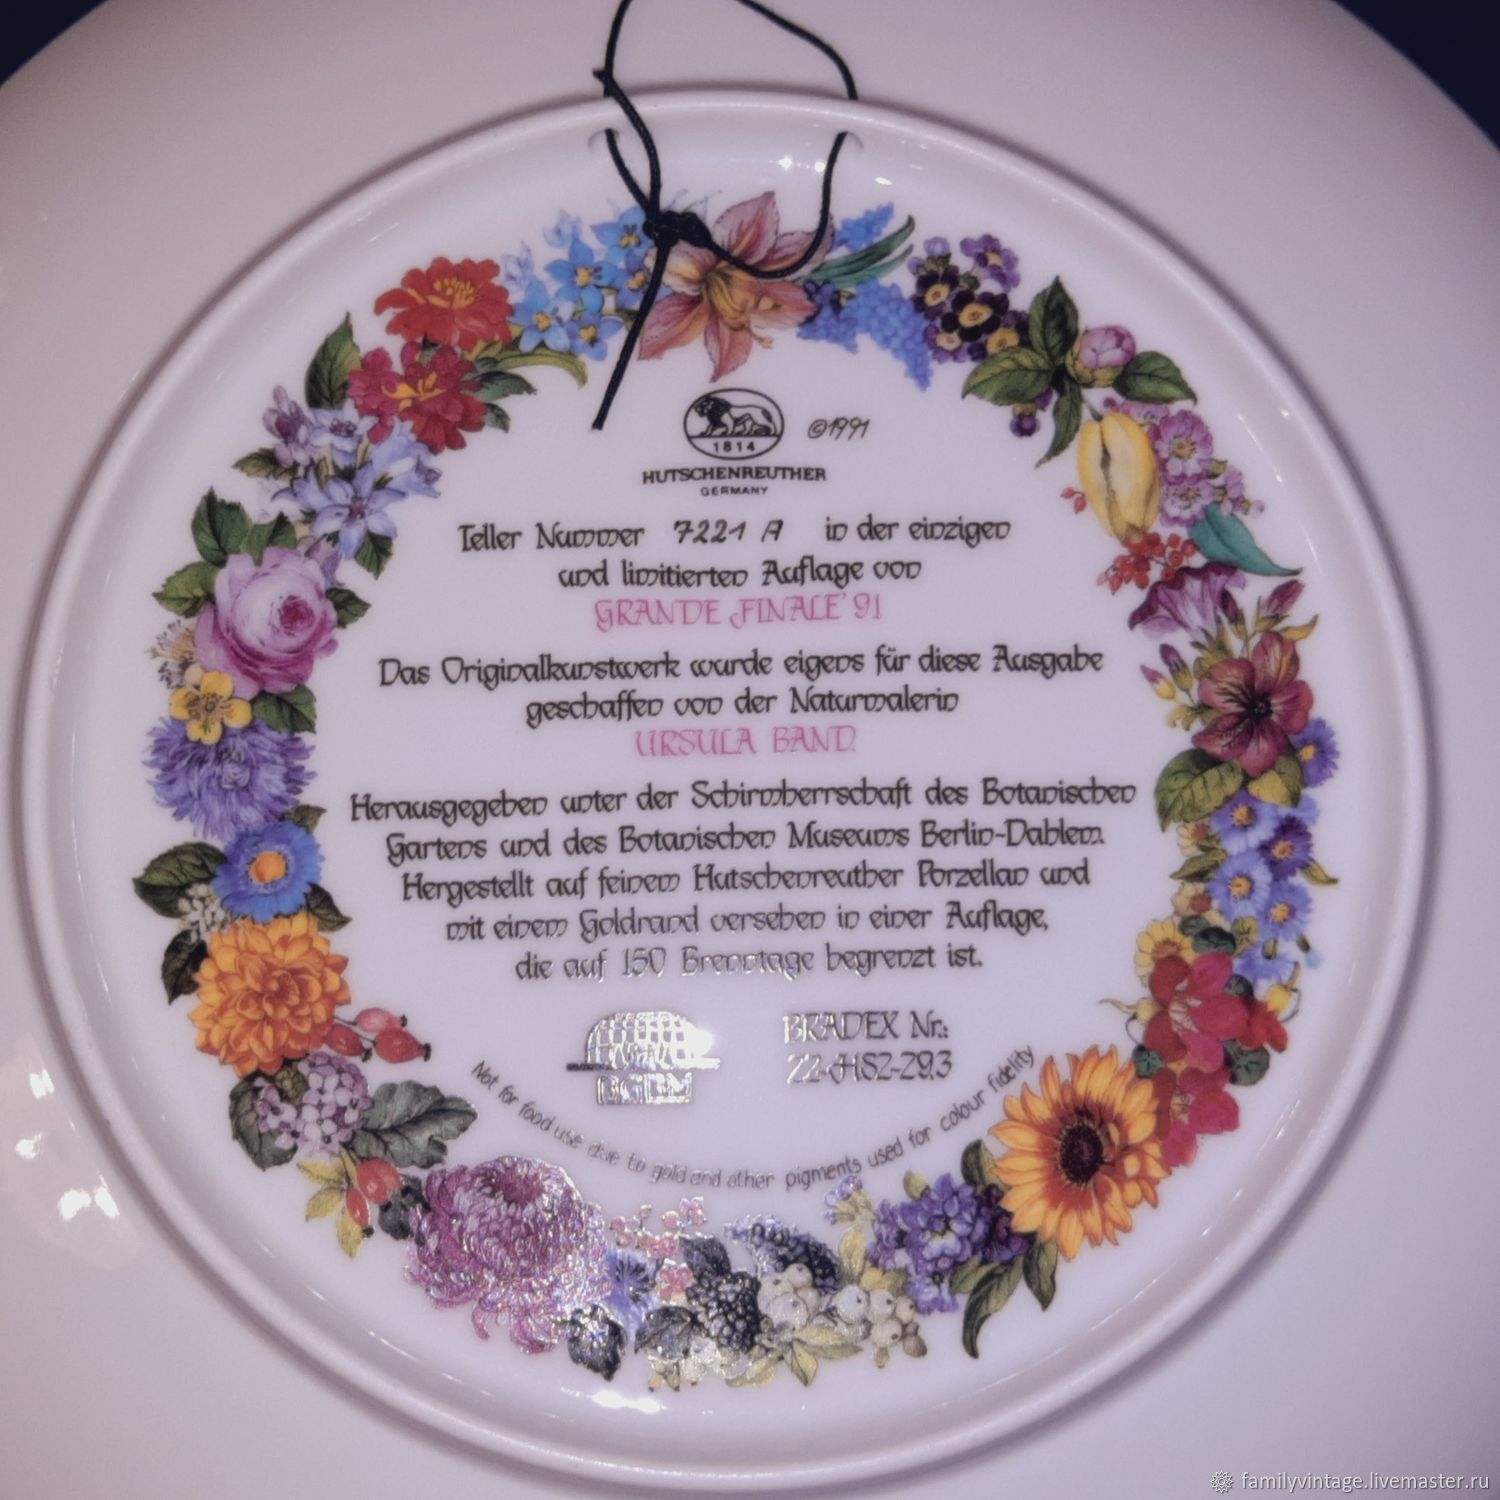 1814
©1991
HUTSCHENREUTHER
GERMANY
Teller Nummer 7221 A in der einzigen
und limitierten Auflage von
GRANDE FINALE '91
Das Originalkunstwerk wurde eigens für diese Ausgabe
geschaffen von der Naturmalerin
URSULA BAND.
Herausgegeben unter der Schirmherrschaft des Botanischen
Gartens und des Botanischen Museums Berlin-Dahlem.
Hergestellt auf feinem Hutschenreuther Porzellan und
mit einem Goldrand versehen in einer Auflage,
die auf 150 Brenntage begrenzt ist.
BGBM
BRADEX Nr.:
22-H82-29.3
Not for food use due to gold and other pigments used for colour fidelity
familyvintage.livemaster.ru